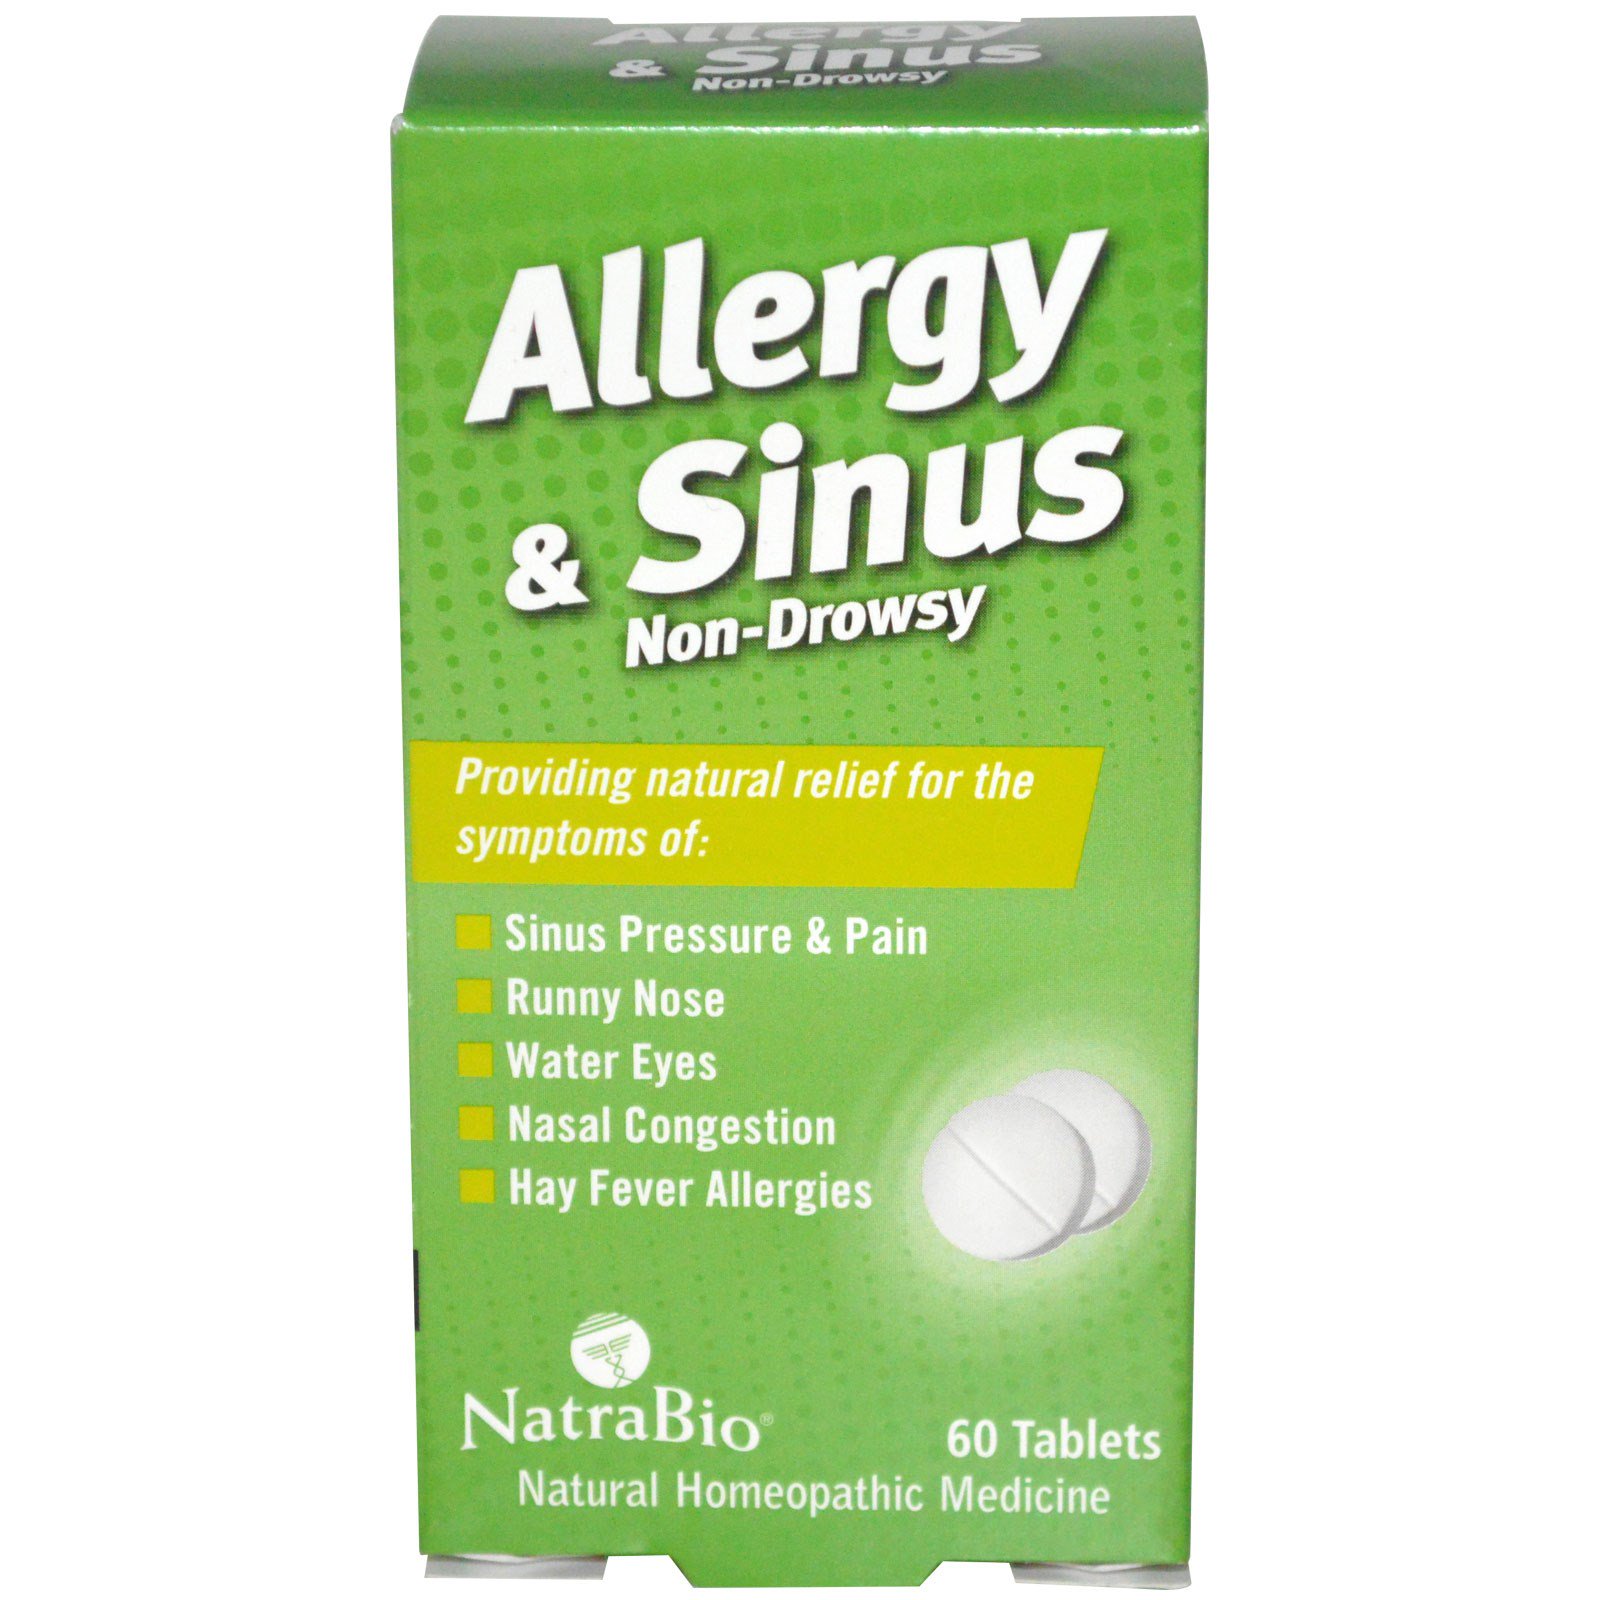 Allergy
& Sinus
Non-Drowsy
Allergy
& Sinus
Non-Drowsy
Providing natural relief for the
symptoms of:
Sinus Pressure & Pain
Runny Nose
Water Eyes
Nasal Congestion
Hay Fever Allergies
NatraBio®
60 Tablets
Natural Homeopathic Medicine